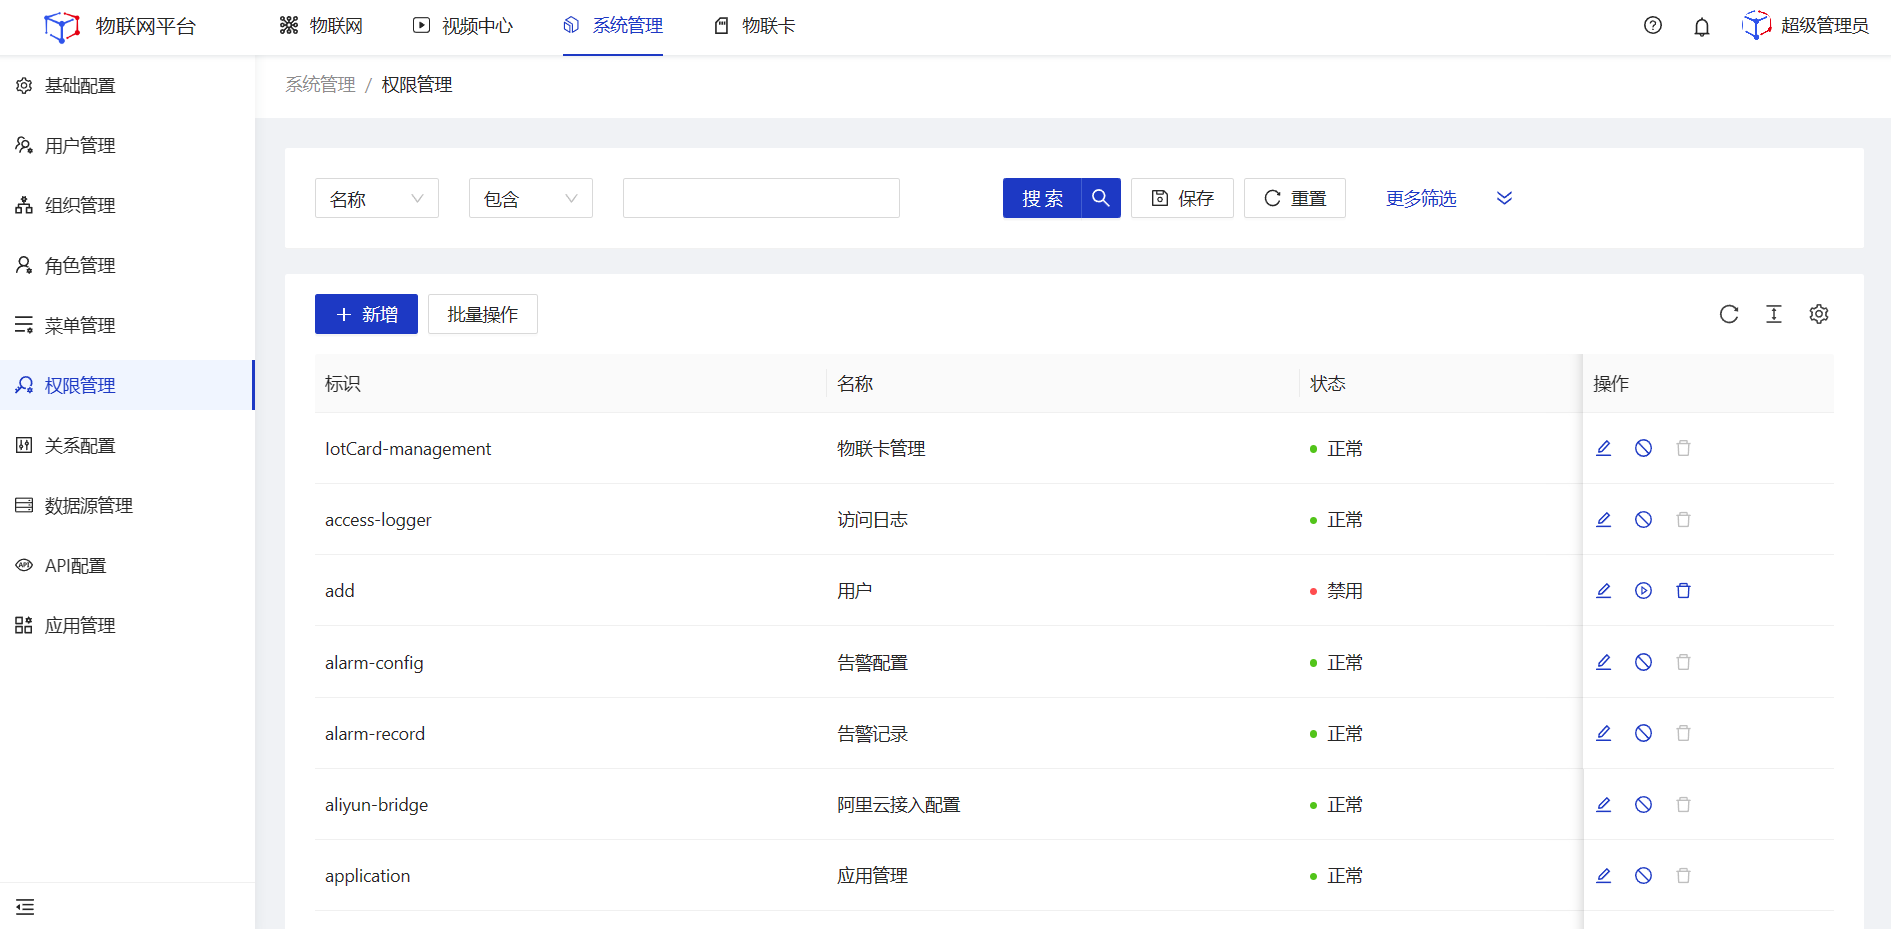 物联网平台
物联网
视频中心
系统管理
物联卡
超级管理员
基础配置
用户管理
组织管理
角色管理
菜单管理
权限管理
关系配置
数据源管理
API配置
应用管理
系统管理 / 权限管理
名称
包含
搜索
保存
重置
更多筛选
新增
批量操作
标识 名称 状态 操作
IotCard-management 物联卡管理 正常
access-logger 访问日志 正常
add 用户 禁用
alarm-config 告警配置 正常
alarm-record 告警记录 正常
aliyun-bridge 阿里云接入配置 正常
application 应用管理 正常